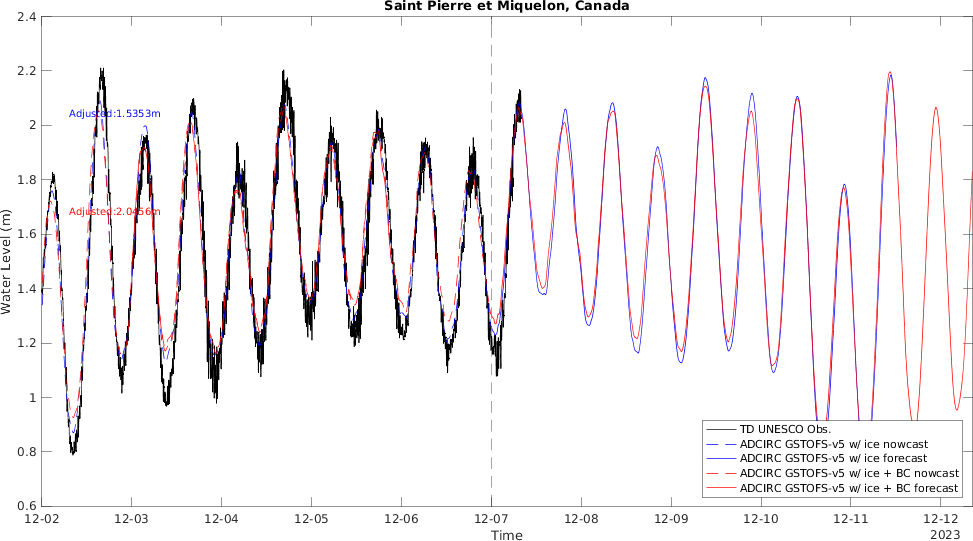 Saint Pierre et Miquelon, Canada
2.4
2.2
2
1.8
1.6
1.4
1.2
1
0.8
0.6
Water Level (m)
Adjusted:1.5353m
Adjusted:2.0456m
TD UNESCO Obs.
ADCIRC GSTOFS-v5 w/ ice nowcast
ADCIRC GSTOFS-v5 w/ ice forecast
ADCIRC GSTOFS-v5 w/ ice + BC nowcast
ADCIRC GSTOFS-v5 w/ ice + BC forecast
12-02 12-03 12-04 12-05 12-06 12-07 12-08 12-09 12-10 12-11 12-12
2023
Time